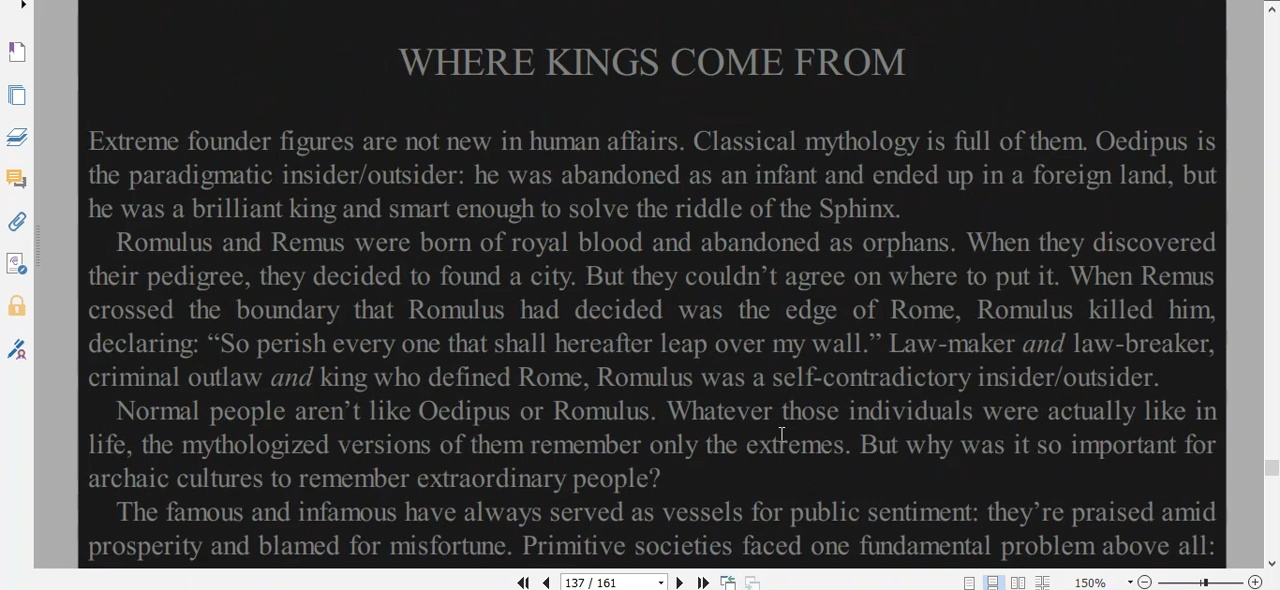 WHERE KINGS COME FROM
Extreme founder figures are not new in human affairs. Classical mythology is full of them. Oedipus is
the paradigmatic insider/outsider: he was abandoned as an infant and ended up in a foreign land, but
he was a brilliant king and smart enough to solve the riddle of the Sphinx.
Romulus and Remus were born of royal blood and abandoned as orphans. When they discovered
their pedigree, they decided to found a city. But they couldn’t agree on where to put it. When Remus
crossed the boundary that Romulus had decided was the edge of Rome, Romulus killed him,
declaring: “So perish every one that shall hereafter leap over my wall.” Law-maker and law-breaker,
criminal outlaw and king who defined Rome, Romulus was a self-contradictory insider/outsider.
Normal people aren’t like Oedipus or Romulus. Whatever those individuals were actually like in
life, the mythologized versions of them remember only the extremes. But why was it so important for
archaic cultures to remember extraordinary people?
The famous and infamous have always served as vessels for public sentiment: they’re praised amid
prosperity and blamed for misfortune. Primitive societies faced one fundamental problem above all:
137 / 161
150%